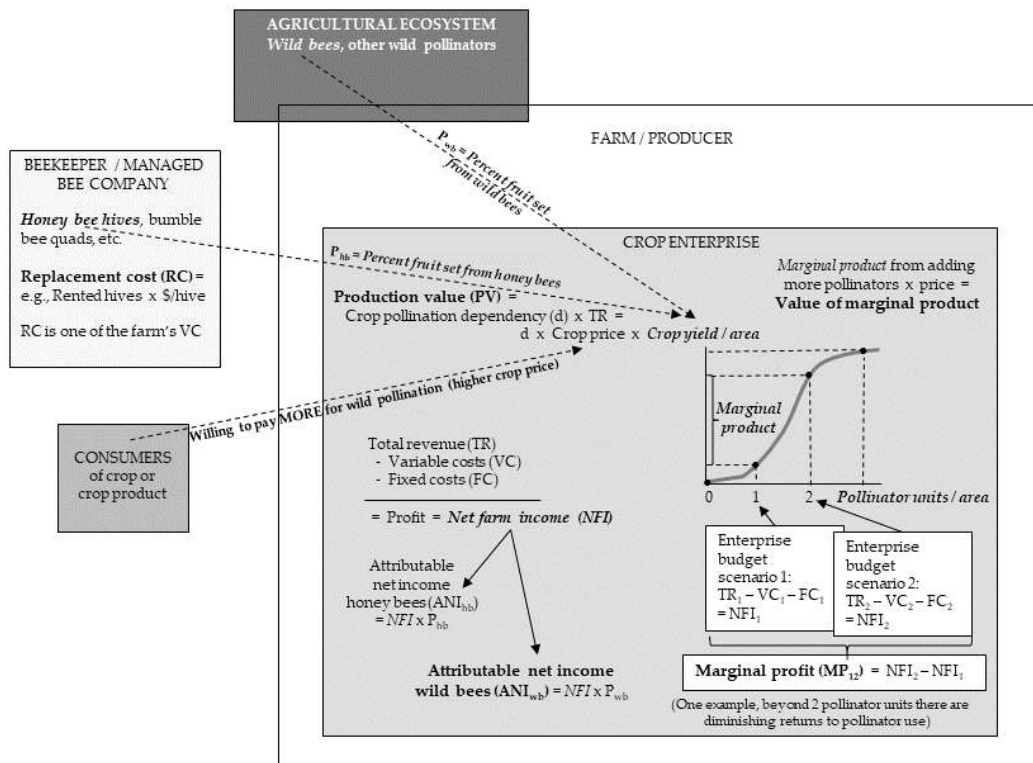 AGRICULTURAL ECOSYSTEM
Wild bees, other wild pollinators
FARM / PRODUCER
P_wb = Percent fruit set
from wild bees
BEEKEEPER / MANAGED
BEE COMPANY
Honey bee hives, bumble
bee quads, etc.
Replacement cost (RC) =
e.g., Rented hives x $/hive
RC is one of the farm's VC
CROP ENTERPRISE
P_hb = Percent fruit set from honey bees
Production value (PV) =
Crop pollination dependency (d) x TR =
d x Crop price x Crop yield / area
Marginal product from adding
more pollinators x price =
Value of marginal product
Willing to pay MORE for wild pollination (higher crop price)
CONSUMERS
of crop or
crop product
Total revenue (TR)
- Variable costs (VC)
- Fixed costs (FC)
= Profit = Net farm income (NFI)
Attributable
net income
honey bees (ANI_hb)
= NFI x P_hb
Attributable net income
wild bees (ANI_wb) = NFI x P_wb
Marginal
product
0 1 2 Pollinator units / area
Enterprise
budget
scenario 1:
TR₁ – VC₁ – FC₁
= NFI₁
Enterprise
budget
scenario 2:
TR₂ – VC₂ – FC₂
= NFI₂
Marginal profit (MP₁₂) = NFI₂ – NFI₁
(One example, beyond 2 pollinator units there are
diminishing returns to pollinator use)